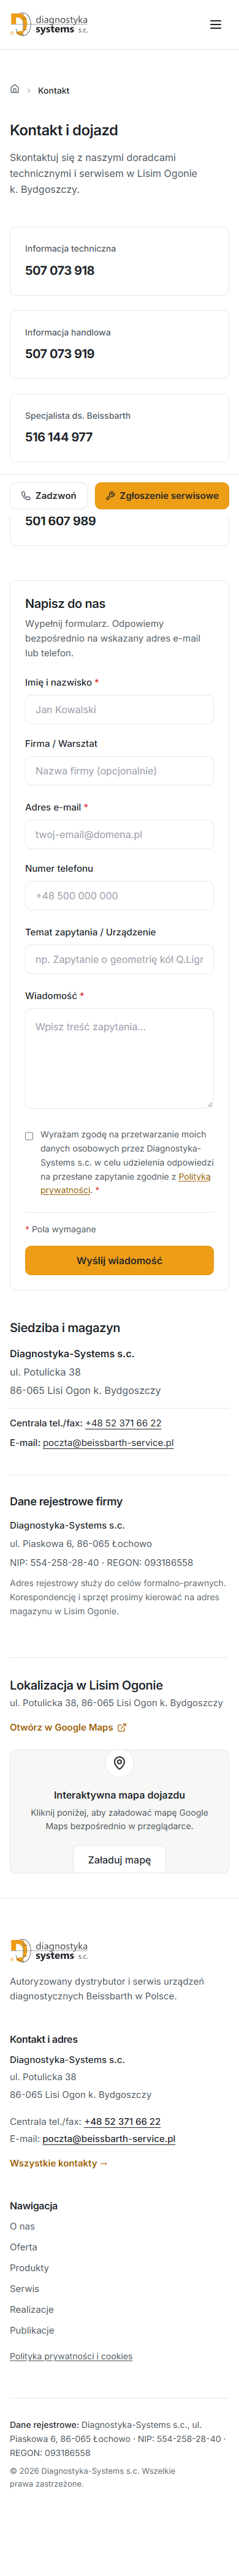 diagnostyka
systems s.c.
Kontakt
Kontakt i dojazd
Skontaktuj się z naszymi doradcami
technicznymi i serwisem w Lisim Ogonie
k. Bydgoszczy.
Informacja techniczna
507 073 918
Informacja handlowa
507 073 919
Specjalista ds. Beissbarth
516 144 977
Zadzwoń
Zgłoszenie serwisowe
501 607 989
Napisz do nas
Wypełnij formularz. Odpowiemy
bezpośrednio na wskazany adres e-mail
lub telefon.
Imię i nazwisko *
Jan Kowalski
Firma / Warsztat
Nazwa firmy (opcjonalnie)
Adres e-mail *
twoj-email@domena.pl
Numer telefonu
+48 500 000 000
Temat zapytania / Urządzenie
np. Zapytanie o geometrię kół Q.Ligr
Wiadomość *
Wpisz treść zapytania...
Wyrażam zgodę na przetwarzanie moich
danych osobowych przez Diagnostyka-
Systems s.c. w celu udzielenia odpowiedzi
na przesłane zapytanie zgodnie z Polityką
prywatności. *
* Pola wymagane
Wyślij wiadomość
Siedziba i magazyn
Diagnostyka-Systems s.c.
ul. Potulicka 38
86-065 Lisi Ogon k. Bydgoszczy
Centrala tel./fax: +48 52 371 66 22
E-mail: poczta@beissbarth-service.pl
Dane rejestrowe firmy
Diagnostyka-Systems s.c.
ul. Piaskowa 6, 86-065 Łochowo
NIP: 554-258-28-40 · REGON: 093186558
Adres rejestrowy służy do celów formalno-prawnych.
Korespondencję i sprzęt prosimy kierować na adres
magazynu w Lisim Ogonie.
Lokalizacja w Lisim Ogonie
ul. Potulicka 38, 86-065 Lisi Ogon k. Bydgoszczy
Otwórz w Google Maps
Interaktywna mapa dojazdu
Kliknij poniżej, aby załadować mapę Google
Maps bezpośrednio w przeglądarce.
Załaduj mapę
diagnostyka
systems s.c.
Autoryzowany dystrybutor i serwis urządzeń
diagnostycznych Beissbarth w Polsce.
Kontakt i adres
Diagnostyka-Systems s.c.
ul. Potulicka 38
86-065 Lisi Ogon k. Bydgoszczy
Centrala tel./fax: +48 52 371 66 22
E-mail: poczta@beissbarth-service.pl
Wszystkie kontakty →
Nawigacja
O nas
Oferta
Produkty
Serwis
Realizacje
Publikacje
Polityka prywatności i cookies
Dane rejestrowe: Diagnostyka-Systems s.c., ul.
Piaskowa 6, 86-065 Łochowo · NIP: 554-258-28-40 ·
REGON: 093186558
© 2026 Diagnostyka-Systems s.c. Wszelkie
prawa zastrzeżone.